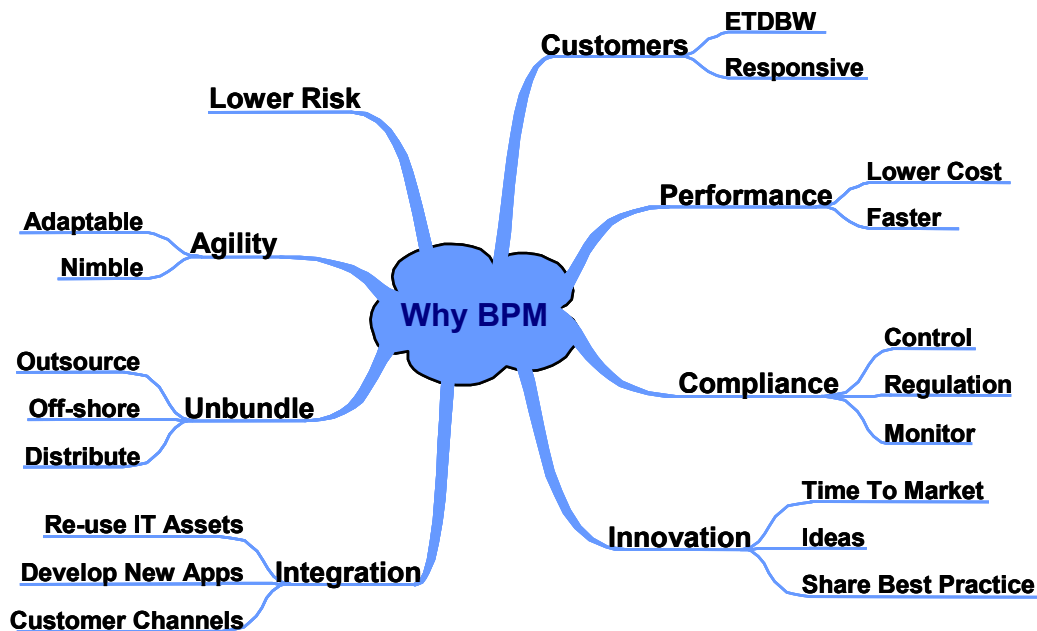 Why BPM
Customers
ETDBW
Responsive
Performance
Lower Cost
Faster
Compliance
Control
Regulation
Monitor
Innovation
Time To Market
Ideas
Share Best Practice
Integration
Re-use IT Assets
Develop New Apps
Customer Channels
Unbundle
Outsource
Off-shore
Distribute
Agility
Adaptable
Nimble
Lower Risk